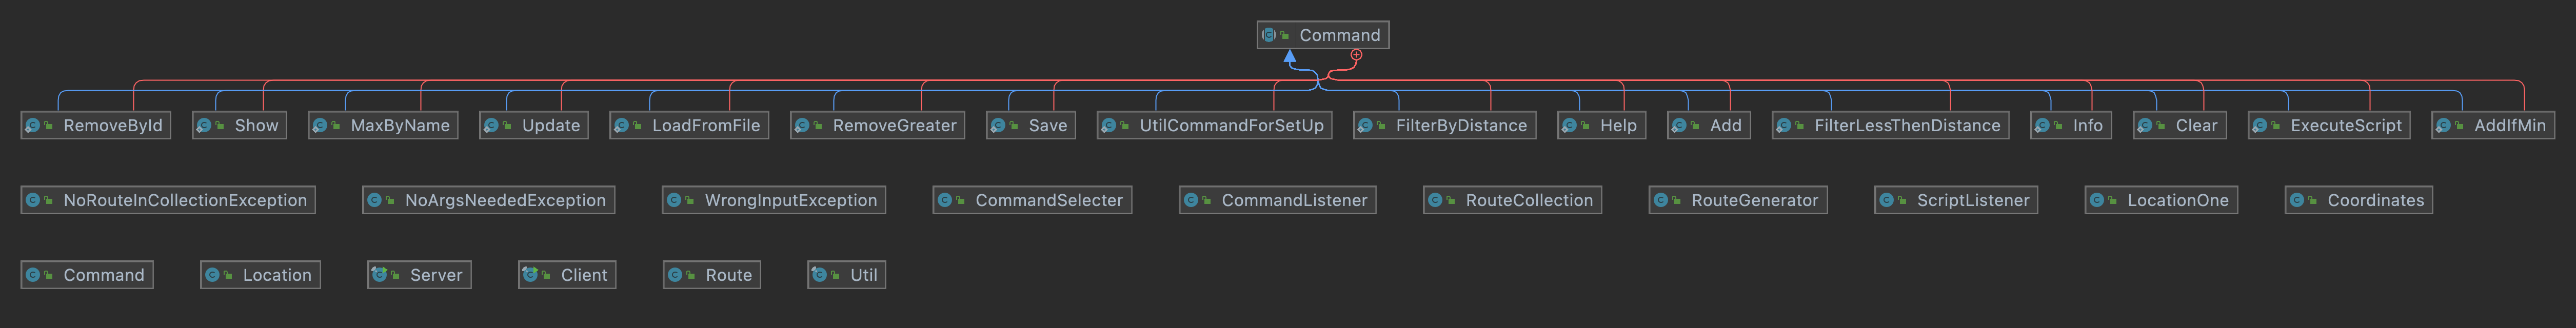 Command
RemoveById Show MaxByName Update LoadFromFile RemoveGreater Save UtilCommandForSetUp FilterByDistance Help Add FilterLessThenDistance Info Clear ExecuteScript AddIfMin
NoRouteInCollectionException NoArgsNeededException WrongInputException CommandSelecter CommandListener RouteCollection RouteGenerator ScriptListener LocationOne Coordinates
Command Location Server Client Route Util